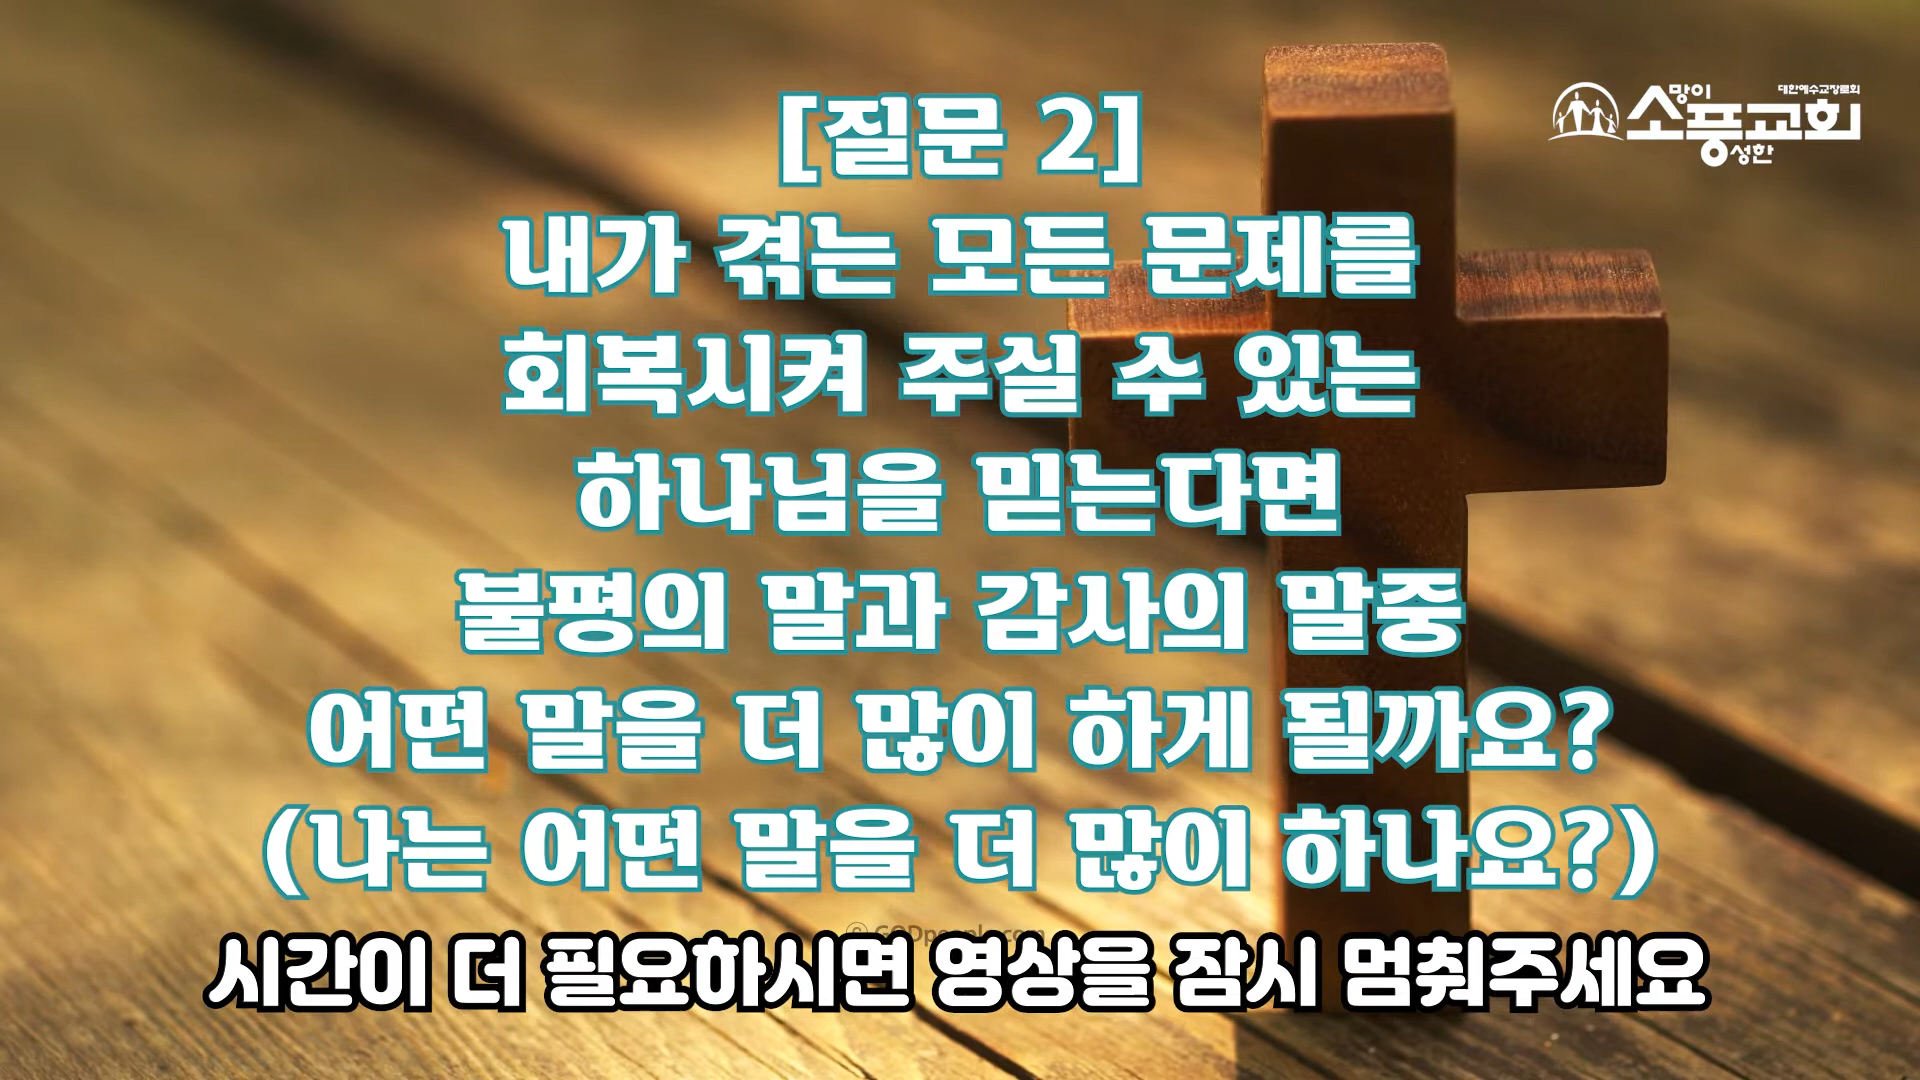 대한예수교장로회
소망이
풍성한
교회
[질문 2]
내가 겪는 모든 문제를
회복시켜 주실 수 있는
하나님을 믿는다면
불평의 말과 감사의 말중
어떤 말을 더 많이 하게 될까요?
(나는 어떤 말을 더 많이 하나요?)
© GODpeople.com
시간이 더 필요하시면 영상을 잠시 멈춰주세요